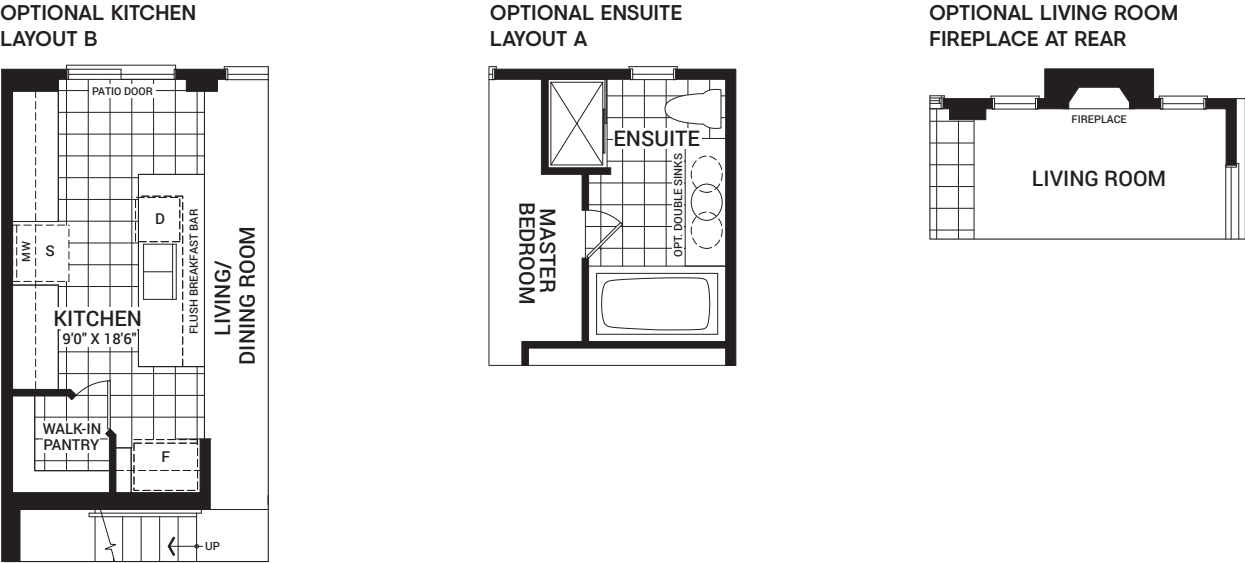 OPTIONAL KITCHEN
LAYOUT B
PATIO DOOR
D
MW
S
FLUSH BREAKFAST BAR
LIVING/
DINING ROOM
KITCHEN
9'0" X 18'6"
WALK-IN
PANTRY
F
UP
OPTIONAL ENSUITE
LAYOUT A
ENSUITE
OPT. DOUBLE SINKS
MASTER
BEDROOM
OPTIONAL LIVING ROOM
FIREPLACE AT REAR
FIREPLACE
LIVING ROOM